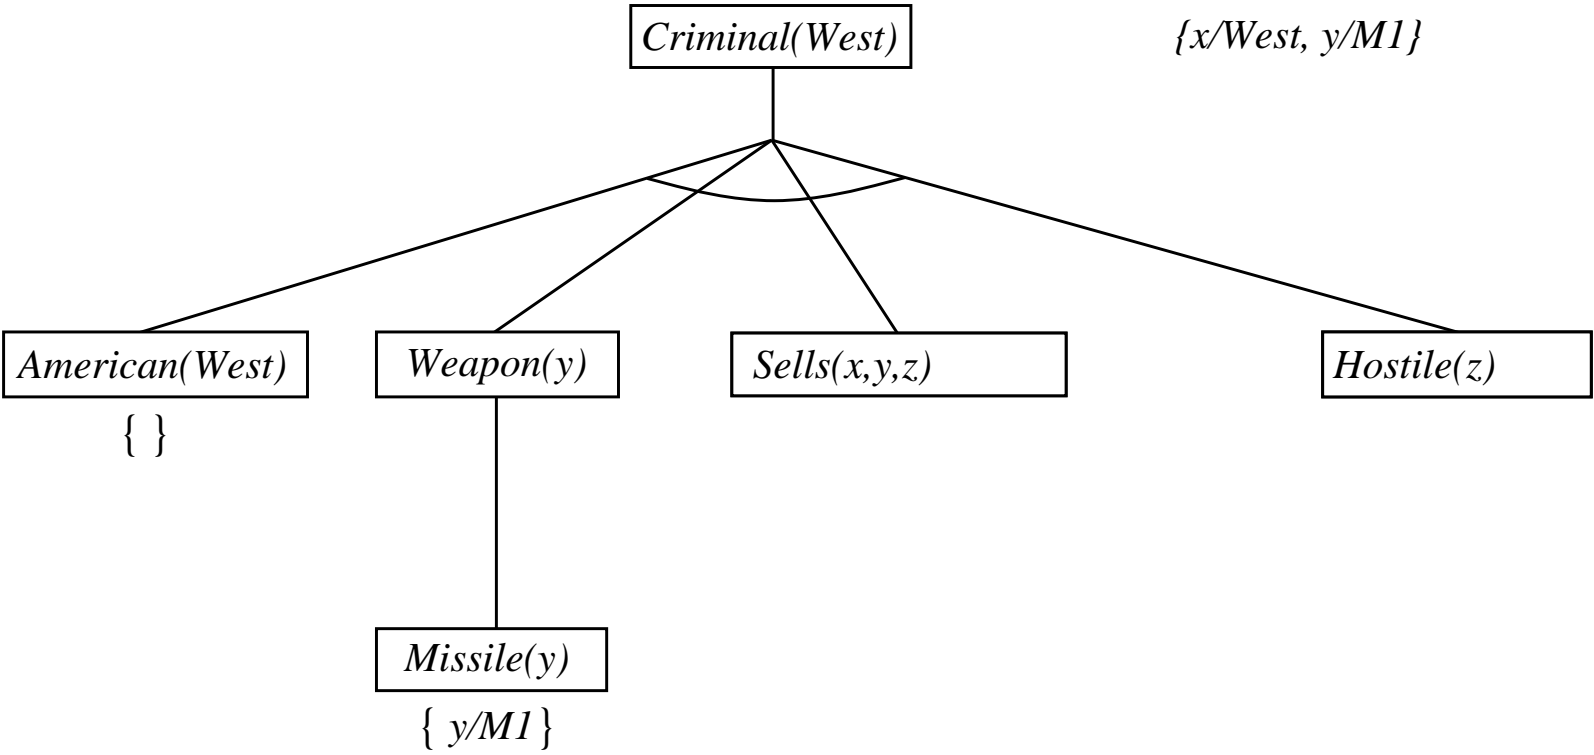 Criminal(West)
{x/West, y/M1}
American(West)
Weapon(y)
Sells(x,y,z)
Hostile(z)
{ }
Missile(y)
{ y/M1 }